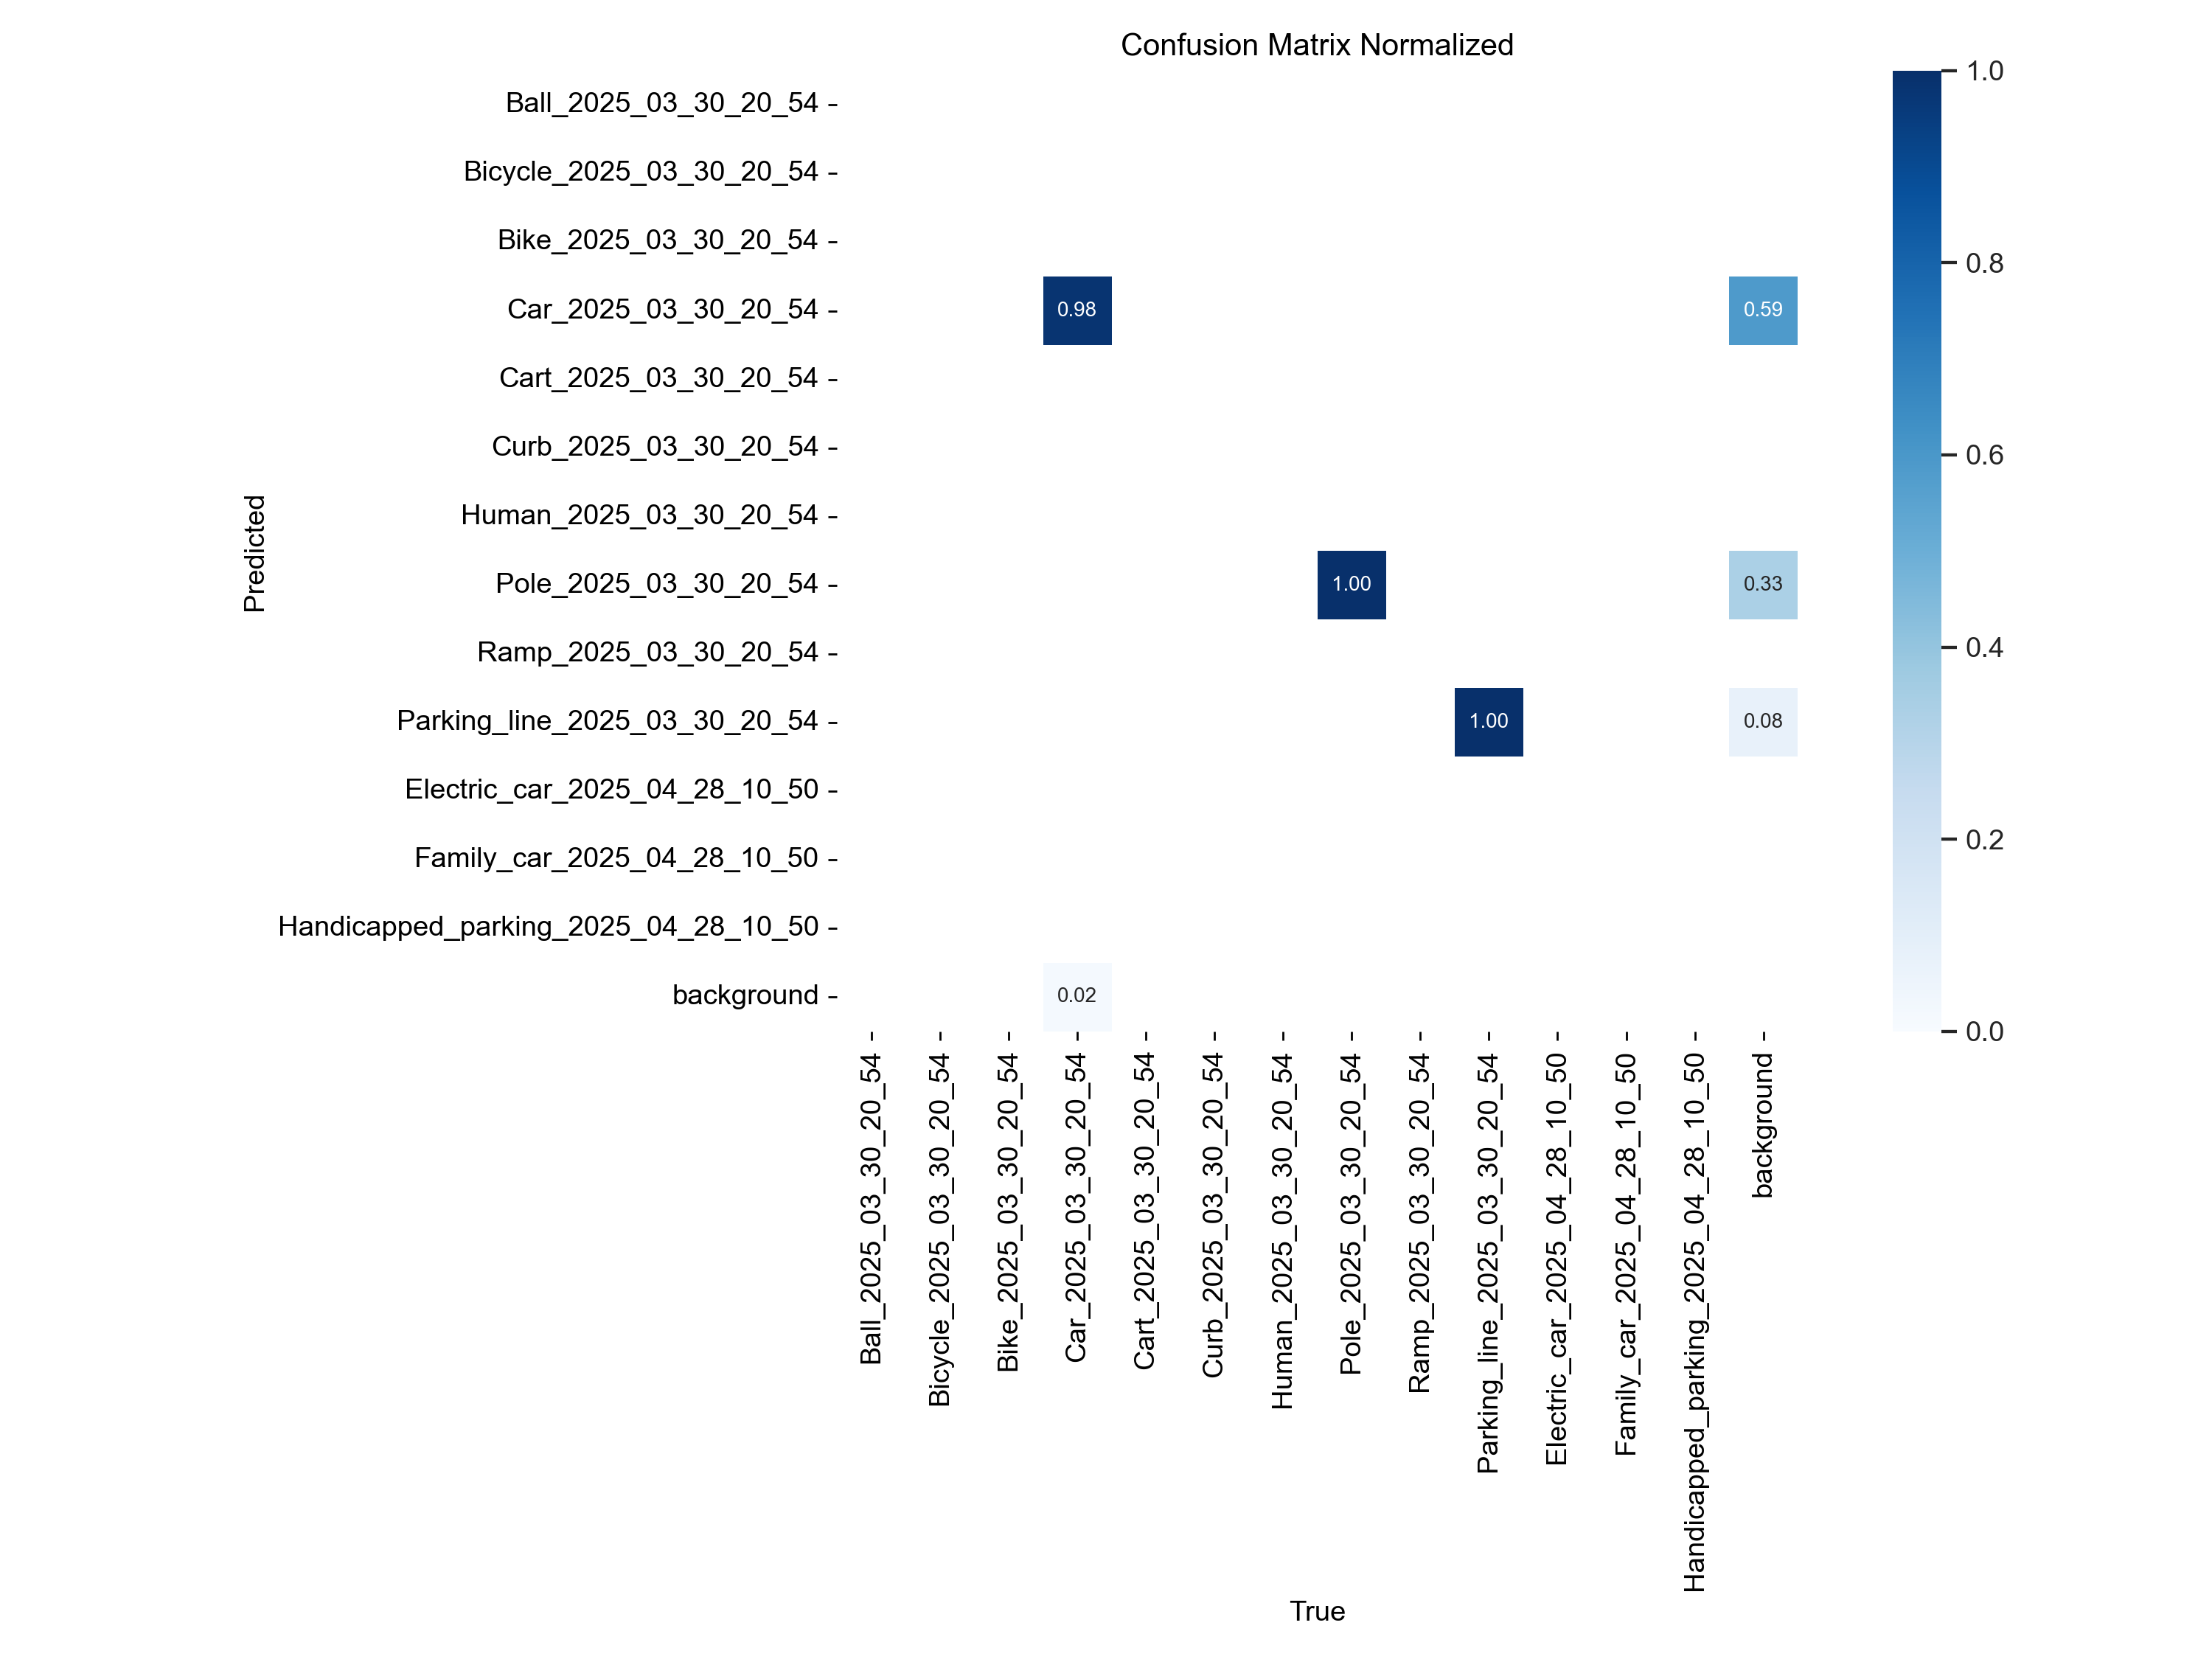 Confusion Matrix Normalized
Ball_2025_03_30_20_54
Bicycle_2025_03_30_20_54
Bike_2025_03_30_20_54
Car_2025_03_30_20_54
Cart_2025_03_30_20_54
Curb_2025_03_30_20_54
Human_2025_03_30_20_54
Pole_2025_03_30_20_54
Ramp_2025_03_30_20_54
Parking_line_2025_03_30_20_54
Electric_car_2025_04_28_10_50
Family_car_2025_04_28_10_50
Handicapped_parking_2025_04_28_10_50
background
Predicted
0.98 0.59
1.00 0.33
1.00 0.08
0.02
1.0
0.8
0.6
0.4
0.2
0.0
Ball_2025_03_30_20_54
Bicycle_2025_03_30_20_54
Bike_2025_03_30_20_54
Car_2025_03_30_20_54
Cart_2025_03_30_20_54
Curb_2025_03_30_20_54
Human_2025_03_30_20_54
Pole_2025_03_30_20_54
Ramp_2025_03_30_20_54
Parking_line_2025_03_30_20_54
Electric_car_2025_04_28_10_50
Family_car_2025_04_28_10_50
Handicapped_parking_2025_04_28_10_50
background
True